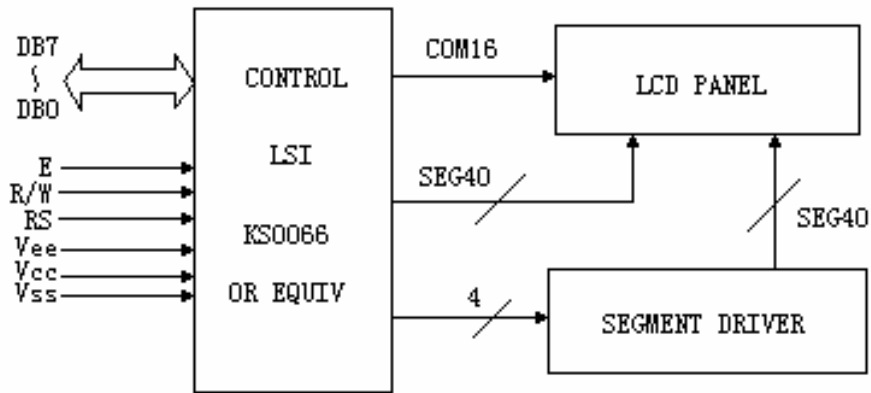 DB7
~
DB0
E
R/W
RS
Vee
Vcc
Vss
CONTROL
LSI
KS0066
OR EQUIV
COM16
SEG40
4
LCD PANEL
SEG40
SEGMENT DRIVER